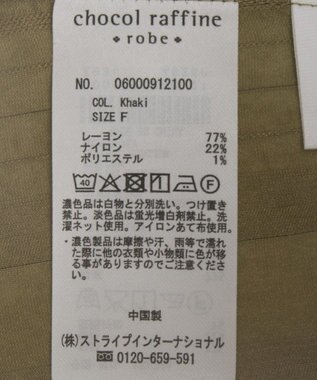 chocol raffine
・robe・
NO. 06000912100
COL. Khaki
SIZE F
レーヨン 77%
ナイロン 22%
ポリエステル 1%
40 F
濃色品は白物と分別洗い。つけ置き
禁止。淡色品は蛍光増白剤禁止。洗
濯ネット使用。アイロンあて布使用。
・濃色製品は摩擦や汗、雨等で濡れ
た際に他の衣類や小物類に色が移
る事がありますのでご注意くださ
い。
中国製
(株)ストライプインターナショナル
0120-659-591